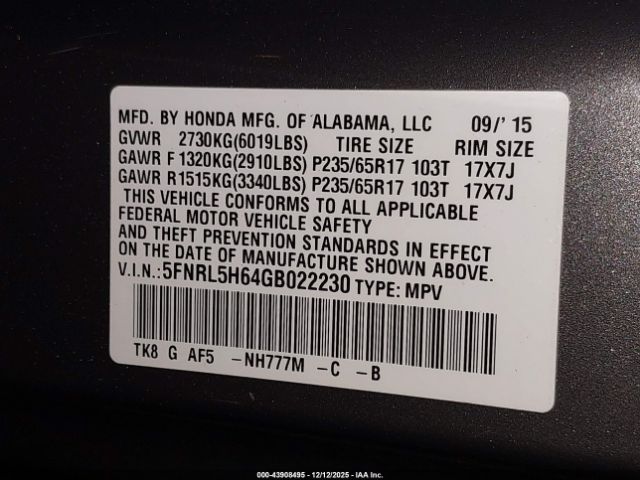 MFD. BY HONDA MFG. OF ALABAMA, LLC 09/' 15
GVWR 2730KG(6019LBS) TIRE SIZE RIM SIZE
GAWR F 1320KG(2910LBS) P235/65R17 103T 17X7J
GAWR R1515KG(3340LBS) P235/65R17 103T 17X7J
THIS VEHICLE CONFORMS TO ALL APPLICABLE
FEDERAL MOTOR VEHICLE SAFETY
AND THEFT PREVENTION STANDARDS IN EFFECT
ON THE DATE OF MANUFACTURE SHOWN ABOVE.
V.I.N.:5FNRL5H64GB022230 TYPE: MPV
TK8 G AF5 -NH777M -C -B
000-43908495 - 12/12/2025 - IAA Inc.